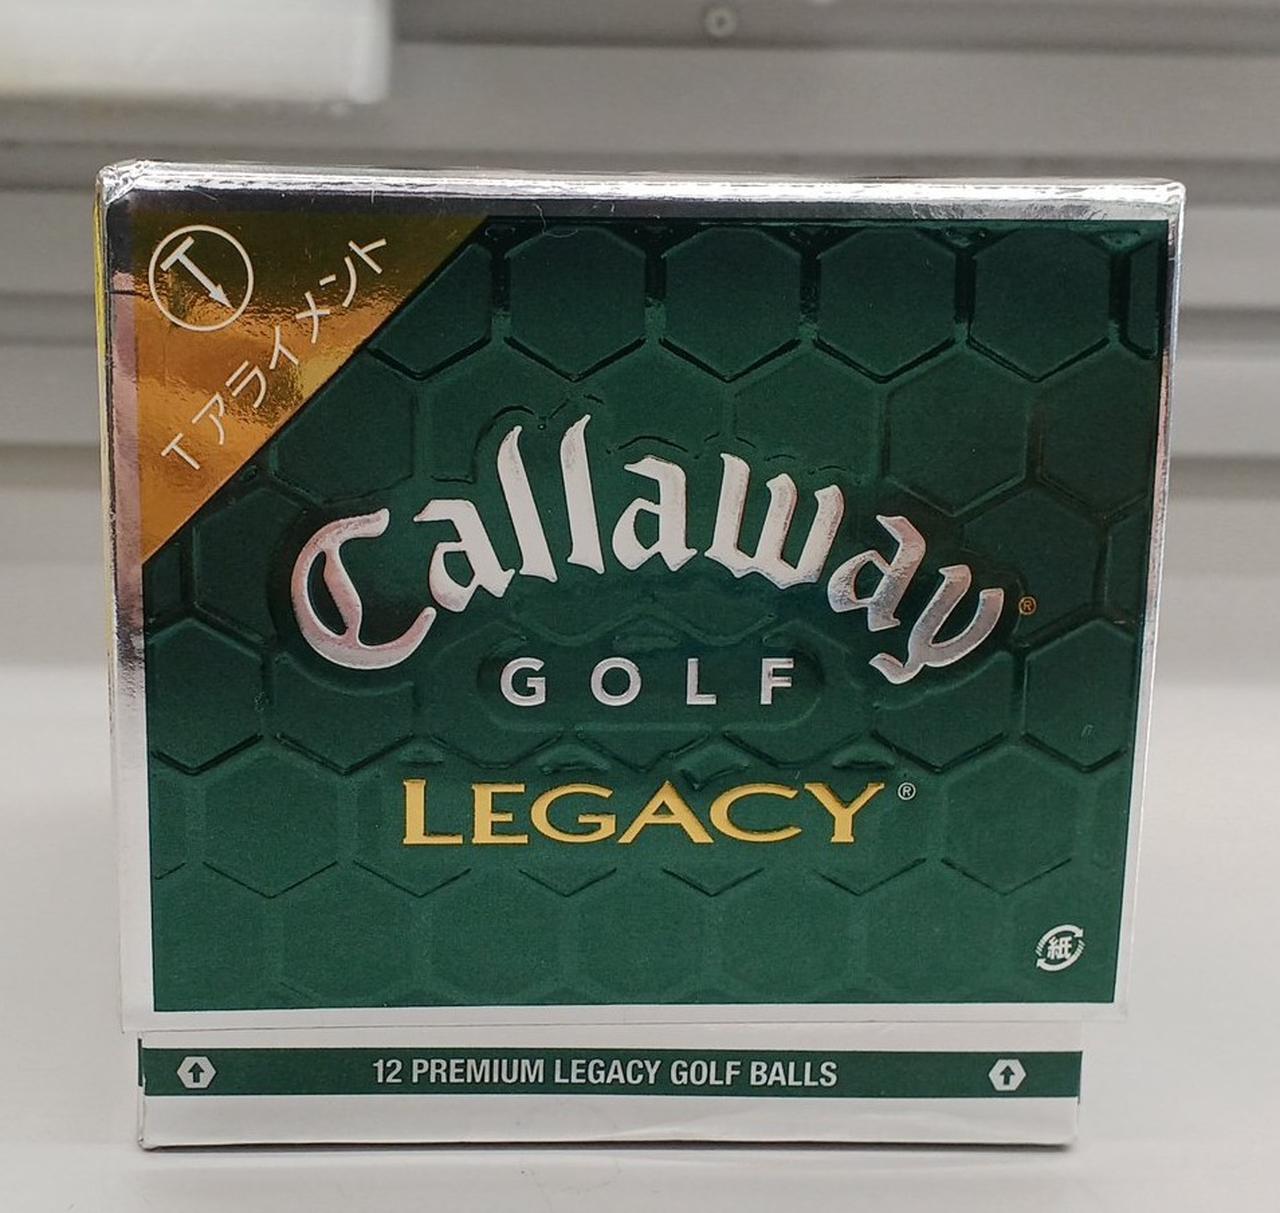 T
Tアライメント
Callaway®
GOLF
LEGACY®
紙
12 PREMIUM LEGACY GOLF BALLS